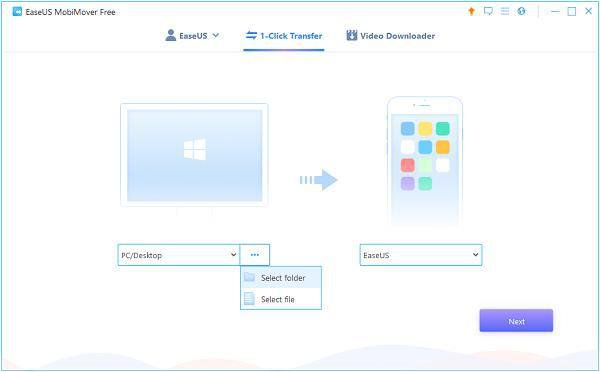 EaseUS MobiMover Free
EaseUS
1-Click Transfer
Video Downloader
PC/Desktop
EaseUS
Select folder
Select file
Next